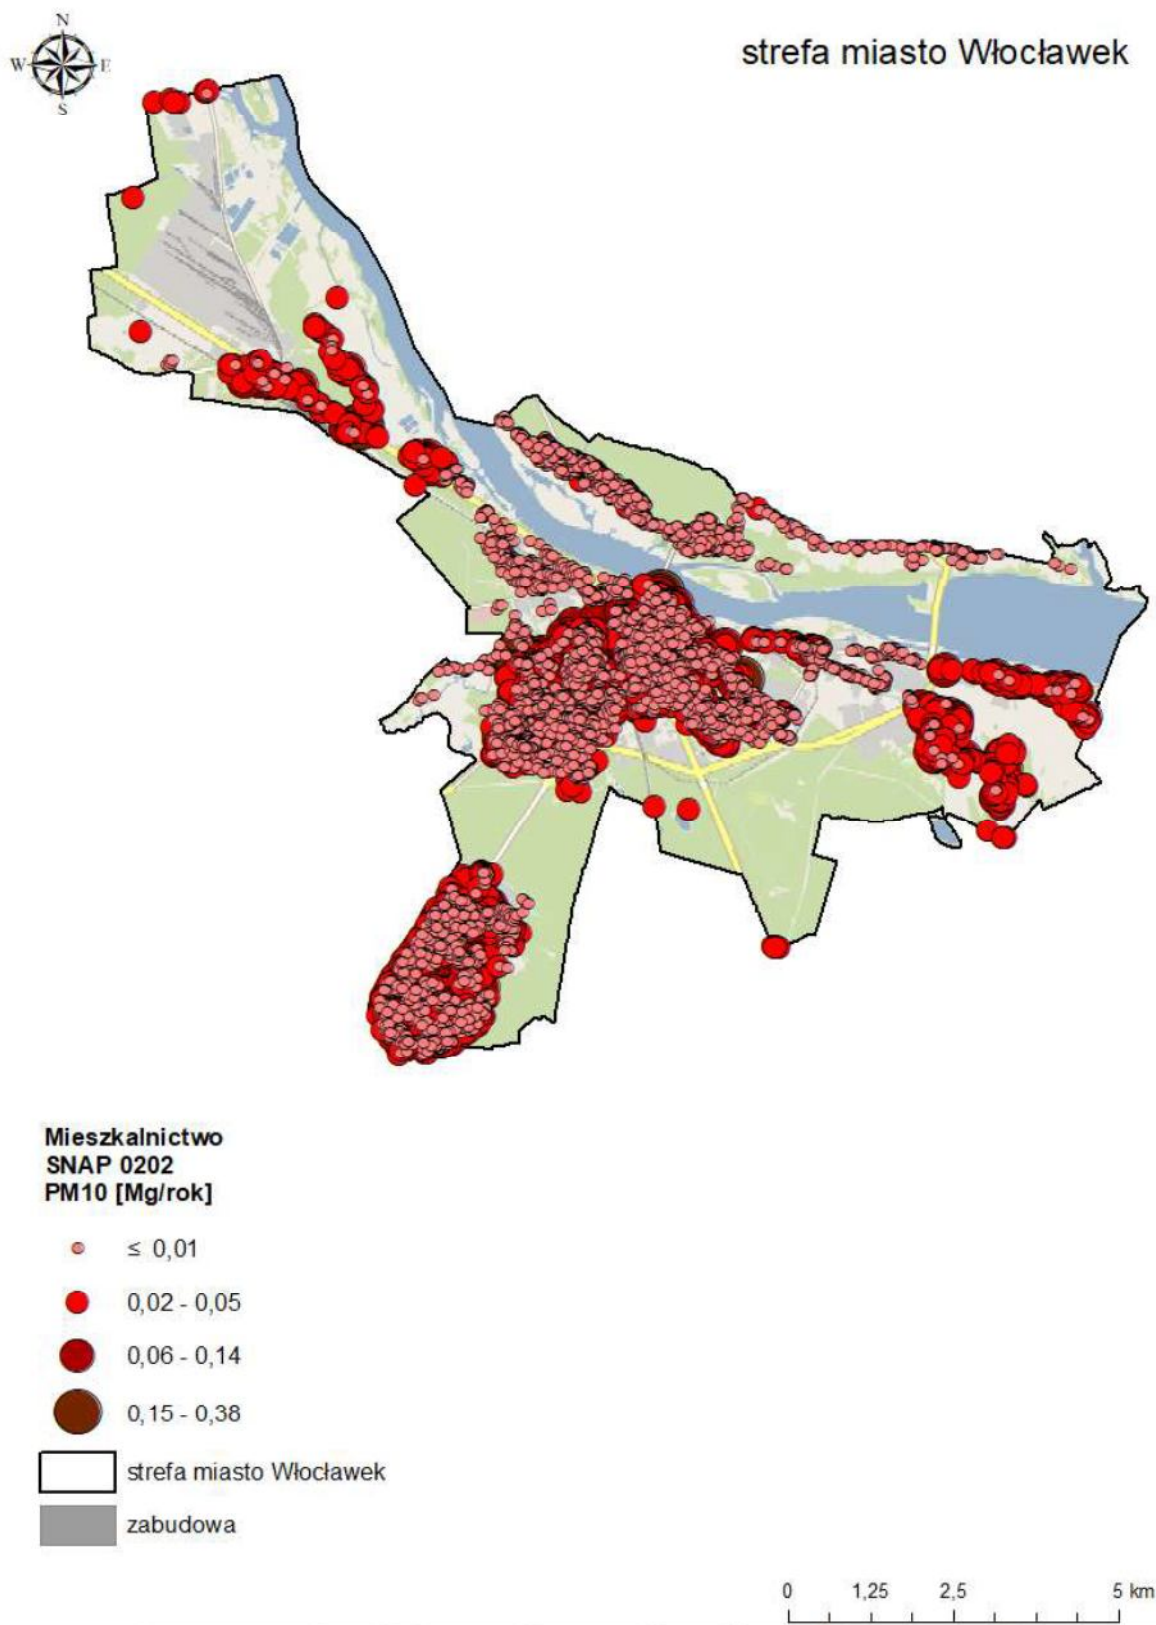 N
W E
S
strefa miasto Włocławek
Mieszkalnictwo
SNAP 0202
PM10 [Mg/rok]
≤ 0,01
0,02 - 0,05
0,06 - 0,14
0,15 - 0,38
strefa miasto Włocławek
zabudowa
0 1,25 2,5 5 km